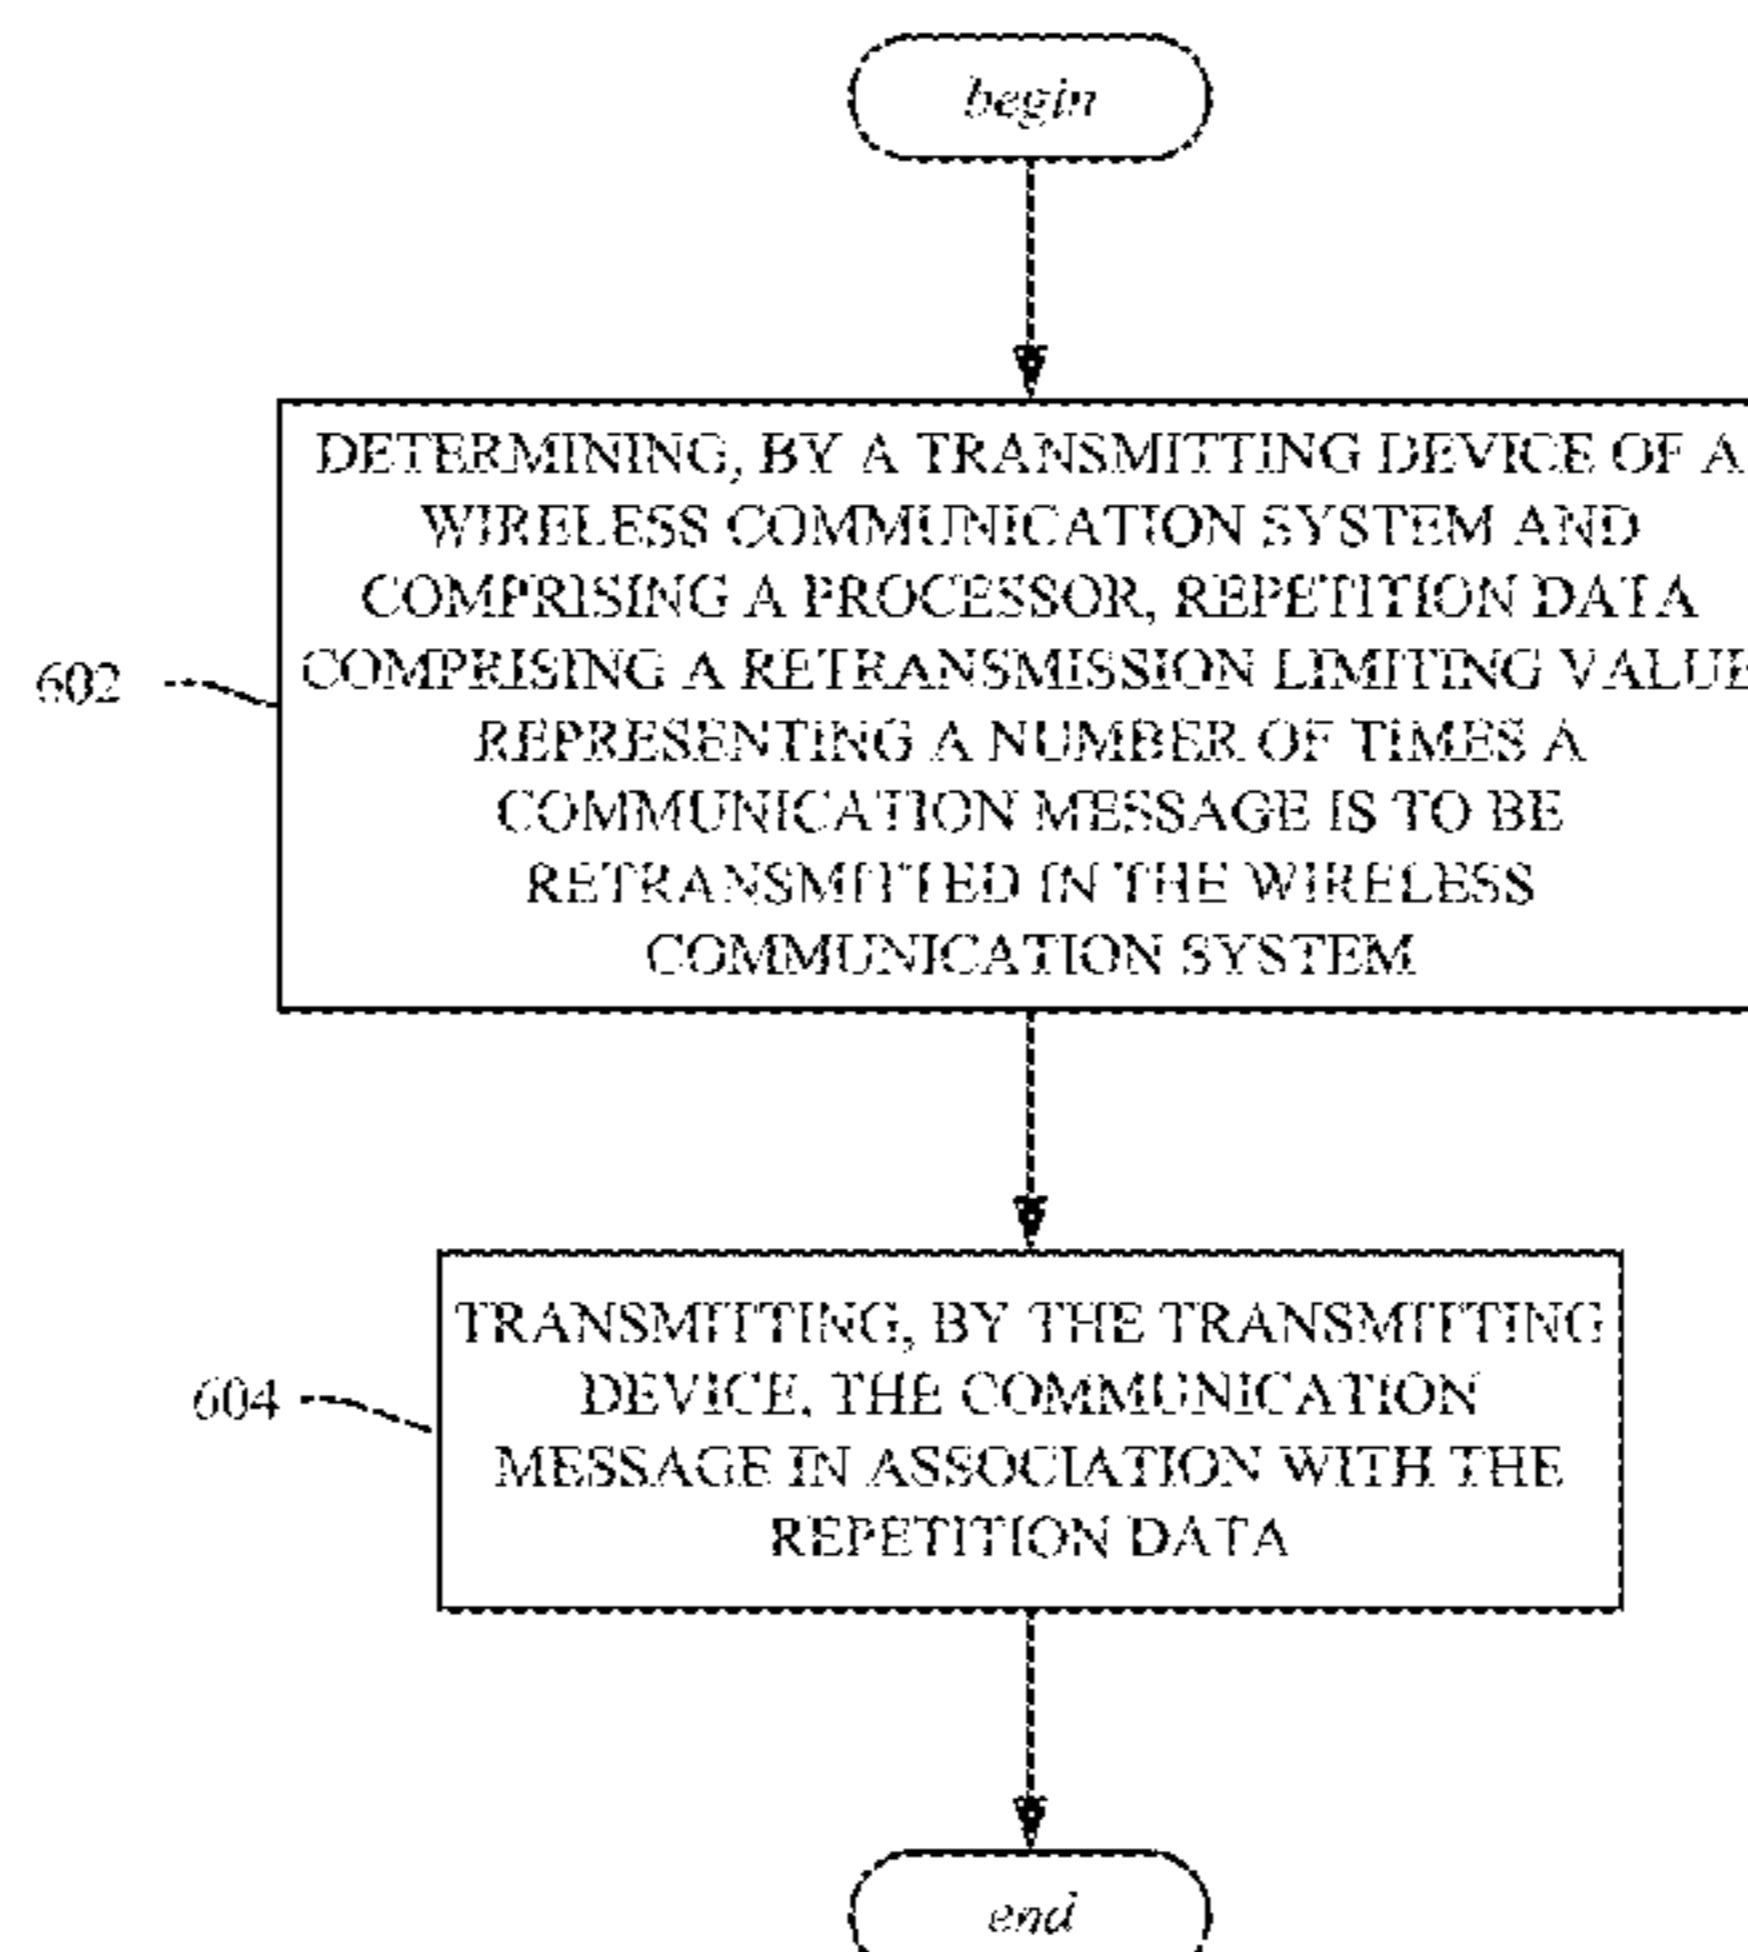 begin
DETERMINING, BY A TRANSMITTING DEVICE OF A
WIRELESS COMMUNICATION SYSTEM AND
COMPRISING A PROCESSOR, REPETITION DATA
602
COMPRISING A RETRANSMISSION LIMITING VALUE
REPRESENTING A NUMBER OF TIMES A
COMMUNICATION MESSAGE IS TO BE
RETRANSMITTED IN THE WIRELESS
COMMUNICATION SYSTEM
TRANSMITTING, BY THE TRANSMITTING
604
DEVICE, THE COMMUNICATION
MESSAGE IN ASSOCIATION WITH THE
REPETITION DATA
end